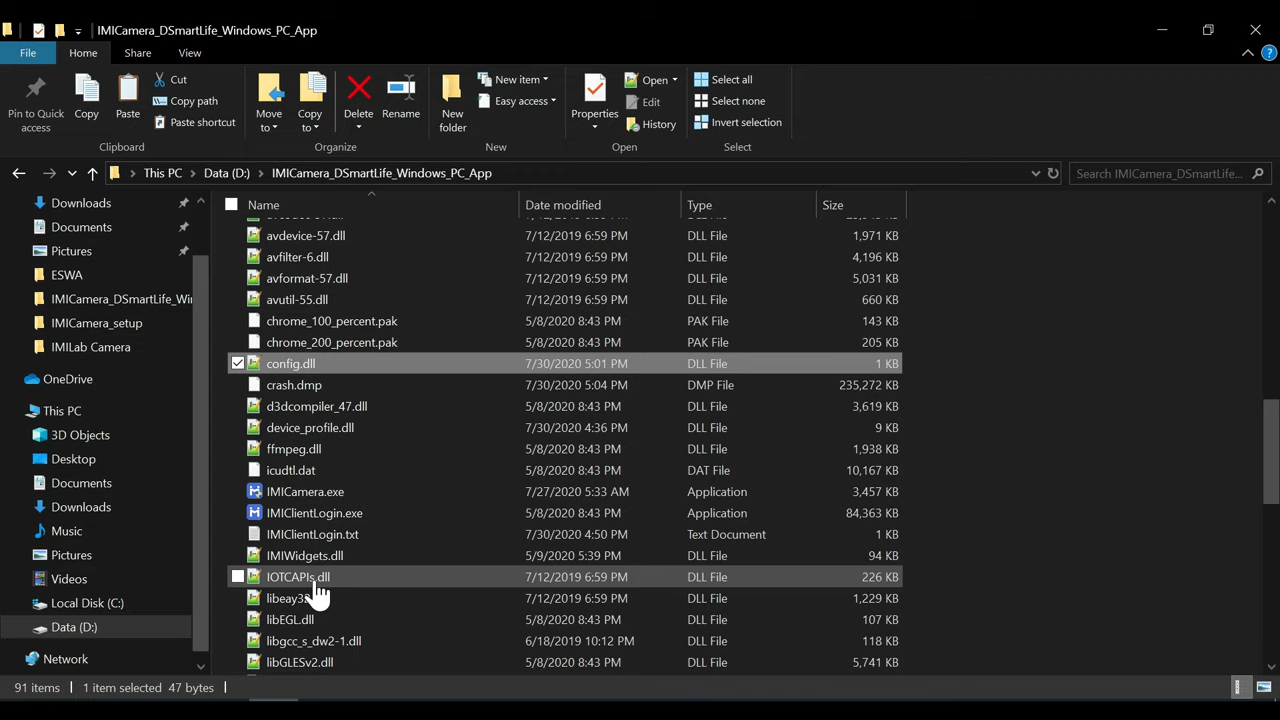 IMICamera_DSmartLife_Windows_PC_App
File Home Share View
Pin to Quick access
Copy
Paste
Cut
Copy path
Paste shortcut
Clipboard
Move to
Copy to
Delete
Rename
Organize
New folder
New item
Easy access
New
Properties
Open
Edit
History
Open
Select all
Select none
Invert selection
Select
This PC > Data (D:) > IMICamera_DSmartLife_Windows_PC_App
Search IMICamera_DSmartLife_...
Downloads
Documents
Pictures
ESWA
IMICamera_DSmartLife_Wi
IMICamera_setup
IMILab Camera
OneDrive
This PC
3D Objects
Desktop
Documents
Downloads
Music
Pictures
Videos
Local Disk (C:)
Data (D:)
Network
Name Date modified Type Size
avdevice-57.dll 7/12/2019 6:59 PM DLL File 1,971 KB
avfilter-6.dll 7/12/2019 6:59 PM DLL File 4,196 KB
avformat-57.dll 7/12/2019 6:59 PM DLL File 5,031 KB
avutil-55.dll 7/12/2019 6:59 PM DLL File 660 KB
chrome_100_percent.pak 5/8/2020 8:43 PM PAK File 143 KB
chrome_200_percent.pak 5/8/2020 8:43 PM PAK File 205 KB
config.dll 7/30/2020 5:01 PM DLL File 1 KB
crash.dmp 7/30/2020 5:04 PM DMP File 235,272 KB
d3dcompiler_47.dll 5/8/2020 8:43 PM DLL File 3,619 KB
device_profile.dll 7/30/2020 4:36 PM DLL File 9 KB
ffmpeg.dll 5/8/2020 8:43 PM DLL File 1,938 KB
icudtl.dat 5/8/2020 8:43 PM DAT File 10,167 KB
IMICamera.exe 7/27/2020 5:33 AM Application 3,457 KB
IMIClientLogin.exe 5/8/2020 8:43 PM Application 84,363 KB
IMIClientLogin.txt 7/30/2020 4:50 PM Text Document 1 KB
IMIWidgets.dll 5/9/2020 5:39 PM DLL File 94 KB
IOTCAPIs.dll 7/12/2019 6:59 PM DLL File 226 KB
7/12/2019 6:59 PM DLL File 1,229 KB
libEGL.dll 5/8/2020 8:43 PM DLL File 107 KB
libgcc_s_dw2-1.dll 6/18/2019 10:12 PM DLL File 118 KB
libGLESv2.dll 5/8/2020 8:43 PM DLL File 5,741 KB
91 items 1 item selected 47 bytes